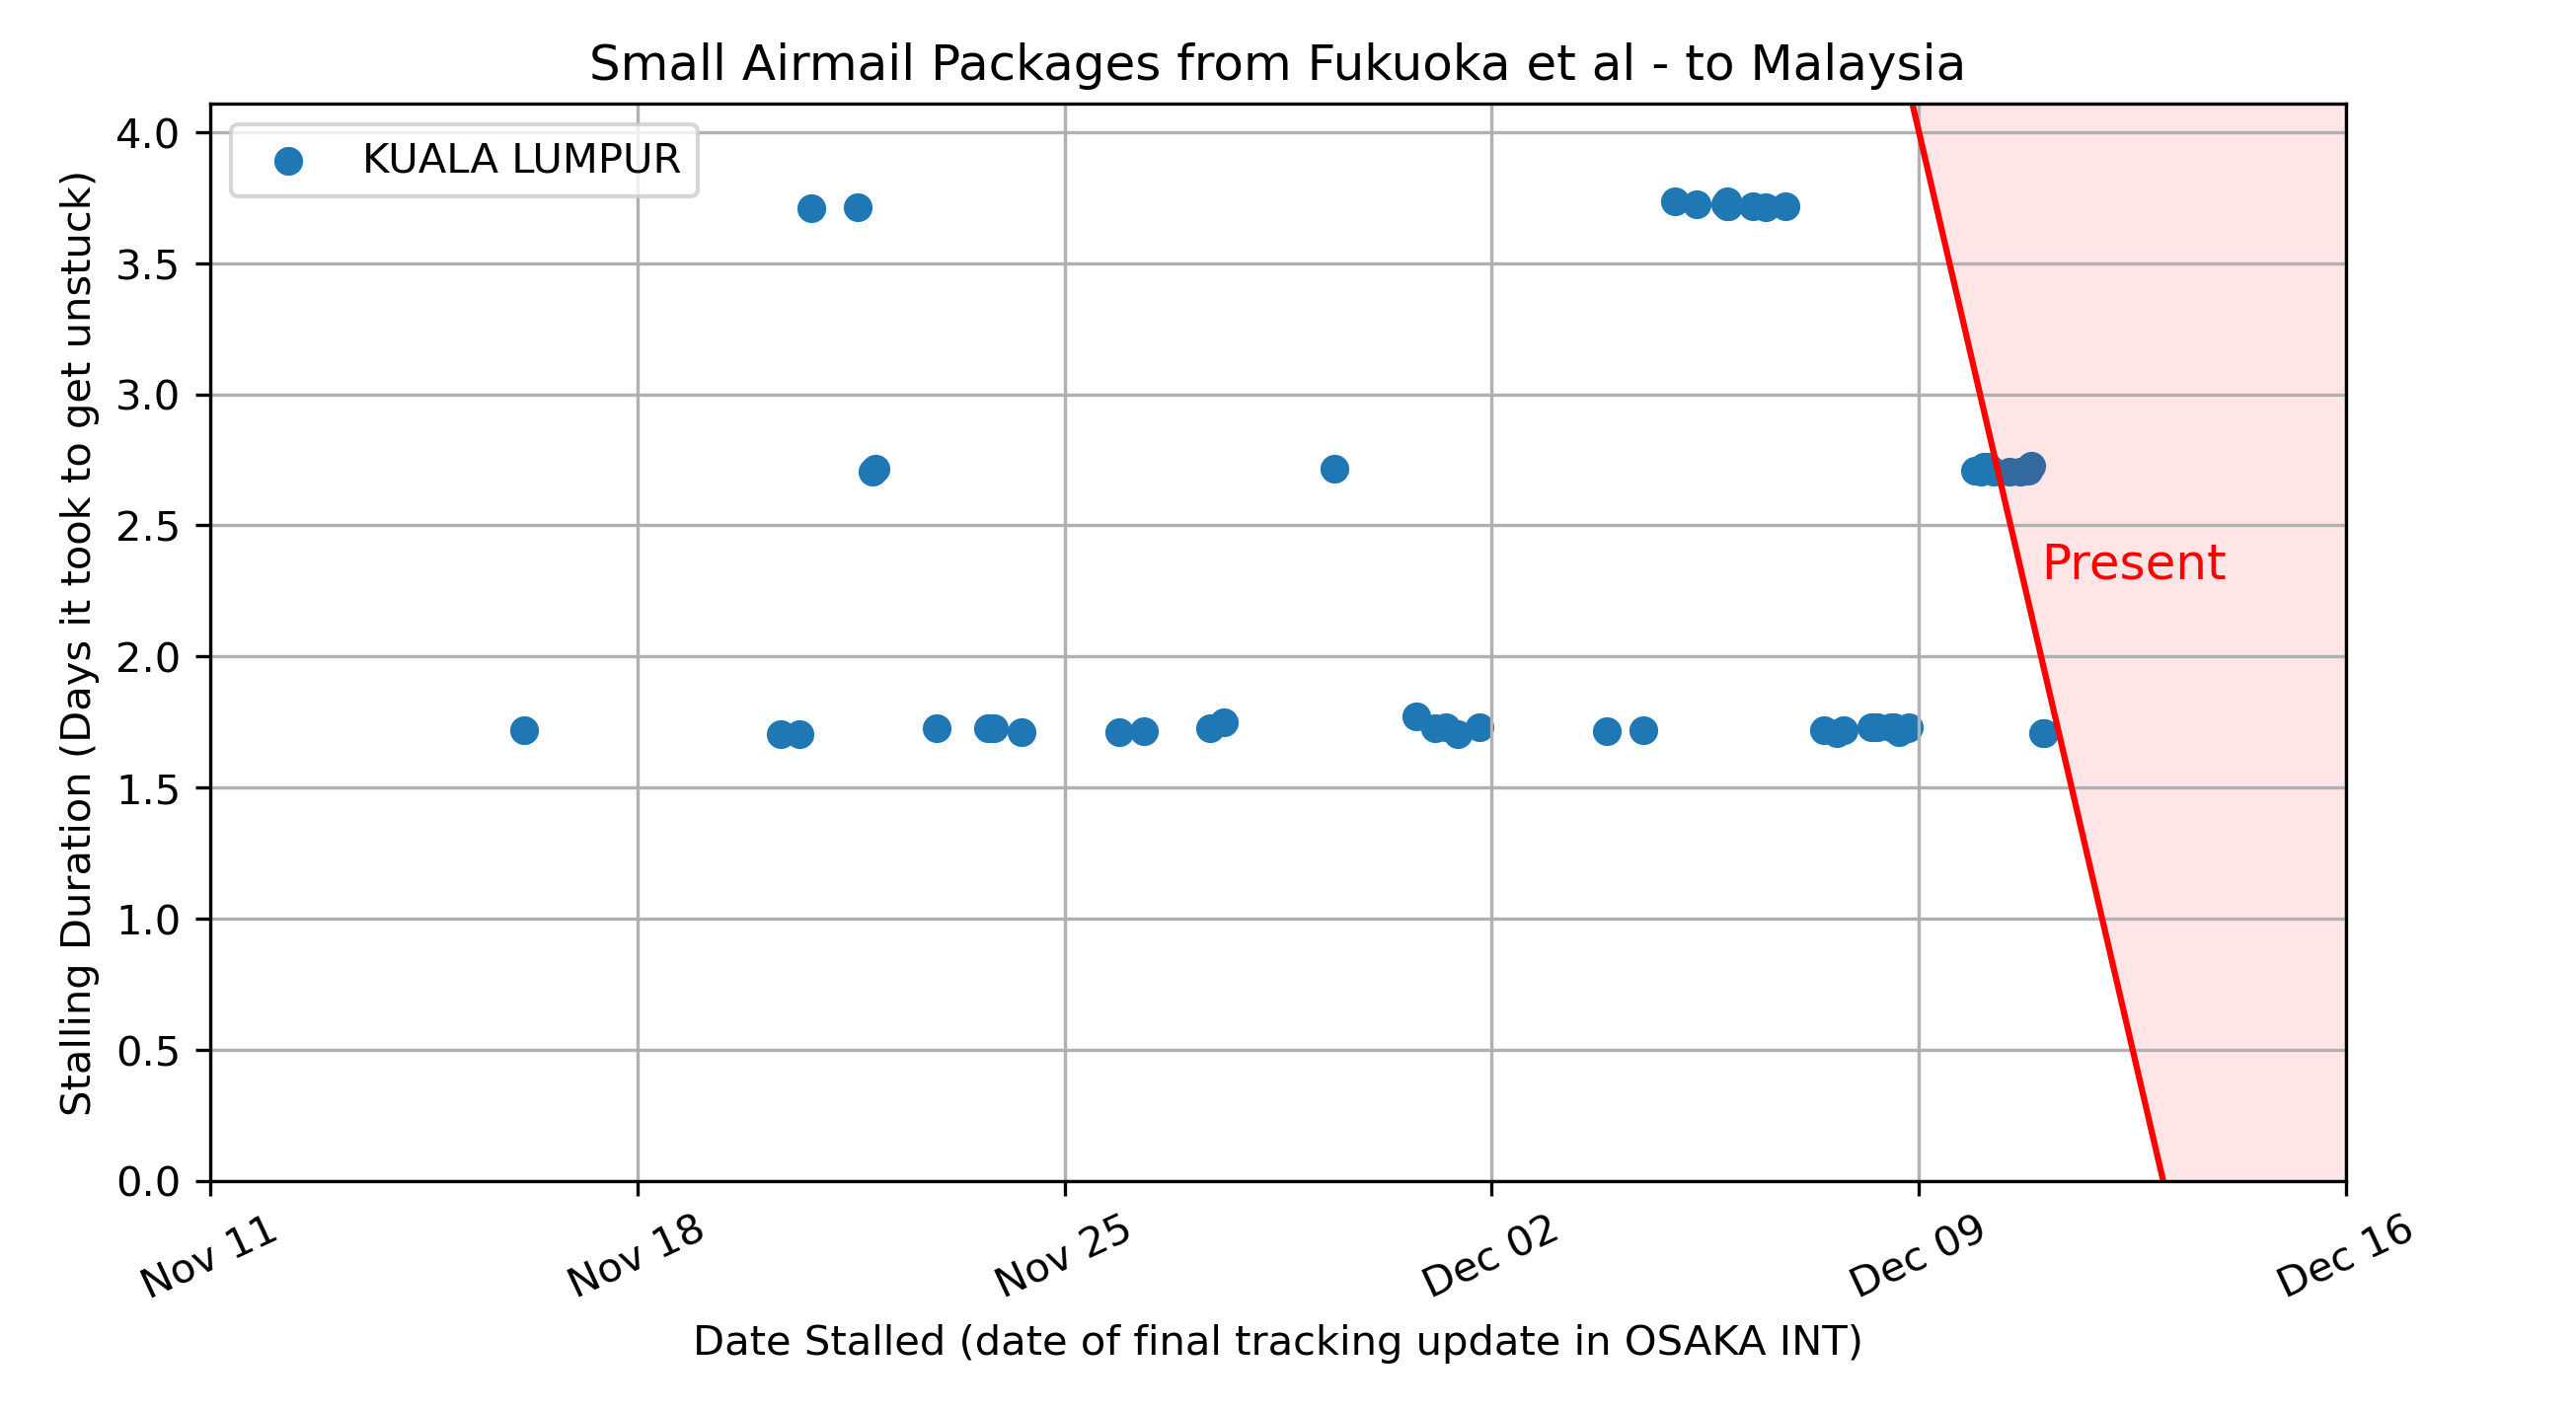 Small Airmail Packages from Fukuoka et al - to Malaysia
KUALA LUMPUR
Stalling Duration (Days it took to get unstuck)
4.0
3.5
3.0
2.5
2.0
1.5
1.0
0.5
0.0
Present
Nov 11
Nov 18
Nov 25
Dec 02
Dec 09
Dec 16
Date Stalled (date of final tracking update in OSAKA INT)